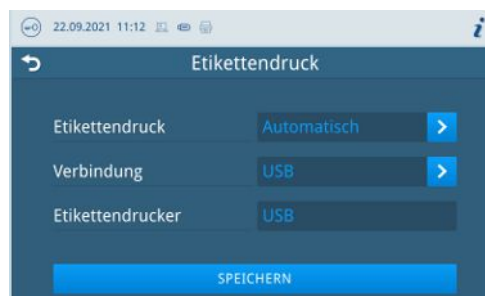 22.09.2021 11:12
i
Etikettendruck
Etikettendruck Automatisch
Verbindung USB
Etikettendrucker USB
SPEICHERN